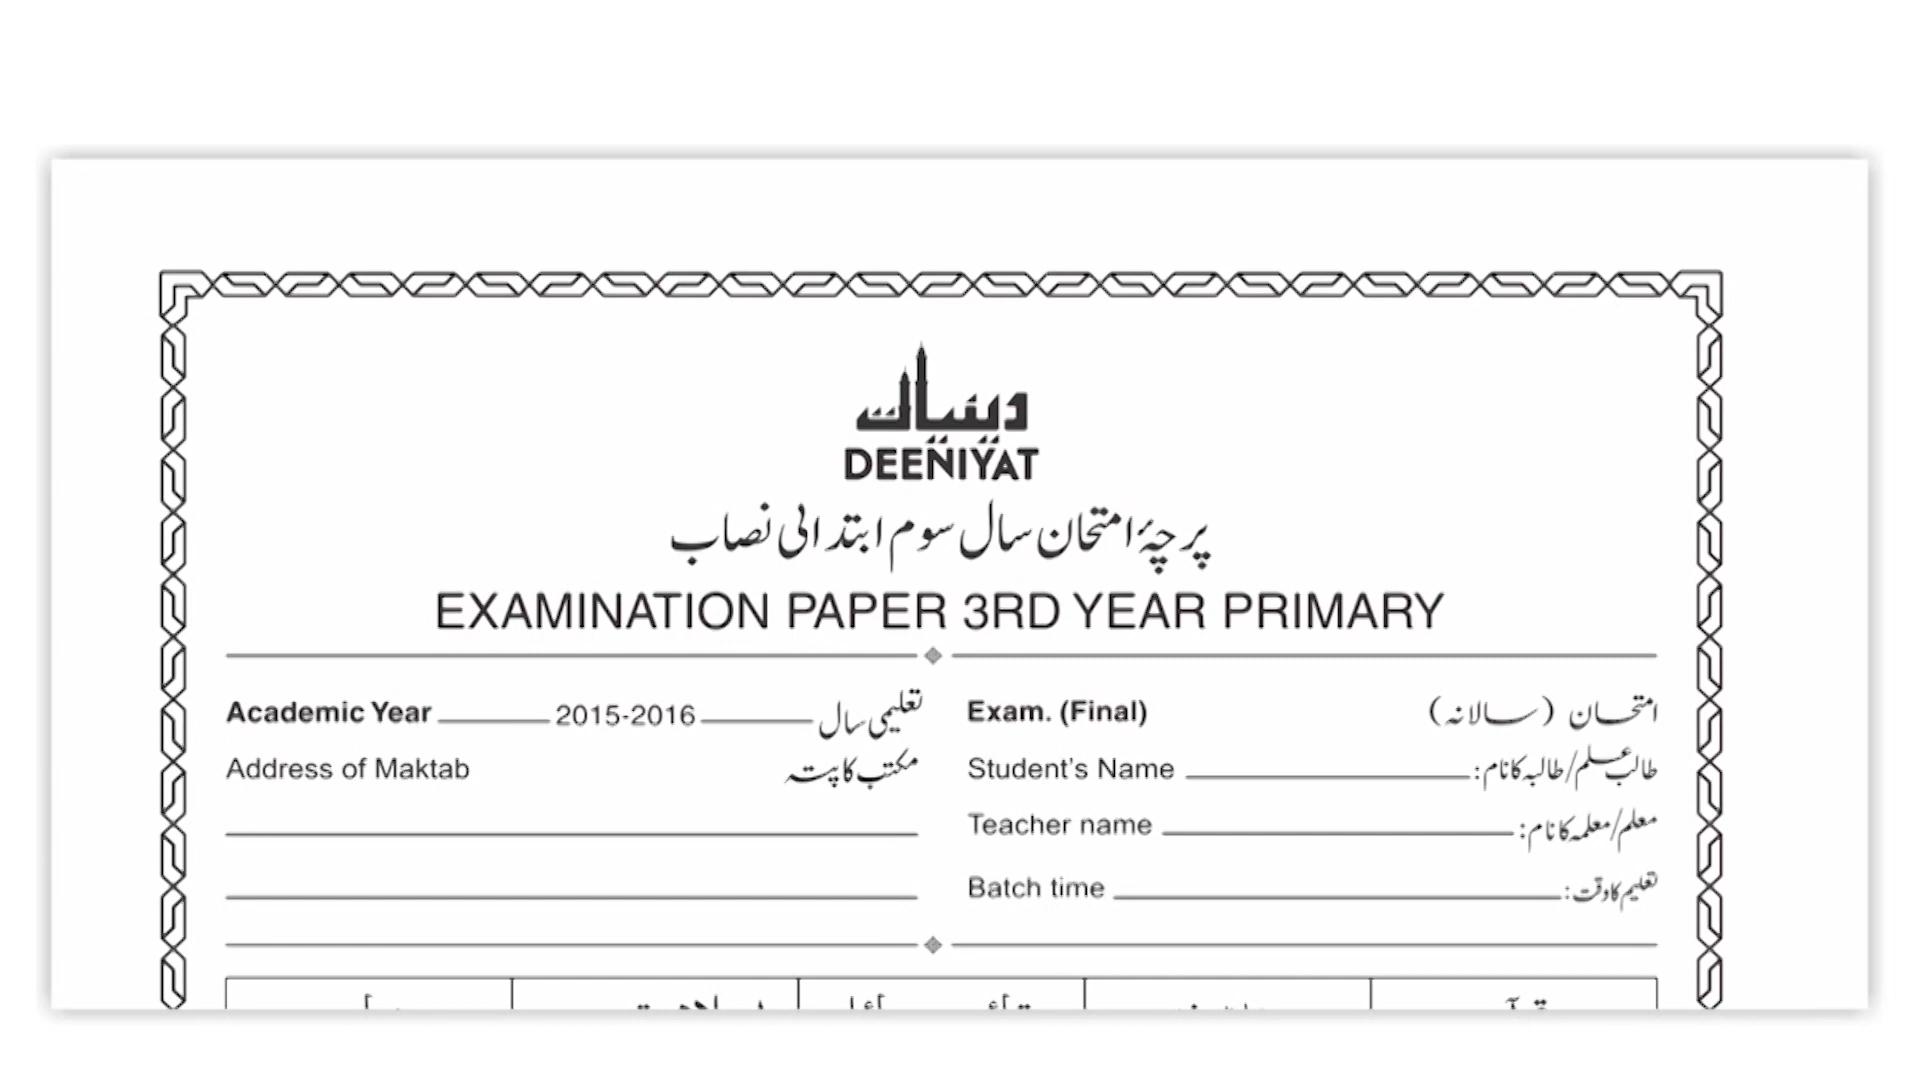 دینیات
DEENIYAT
پرچۂ امتحان سال سوم ابتدائی نصاب
EXAMINATION PAPER 3RD YEAR PRIMARY
Academic Year 2015-2016 تعلیمی سال
Address of Maktab مکتب کا پتہ
Exam. (Final) امتحان (سالانہ)
Student's Name طالب علم/طالبہ کا نام:
Teacher name معلم/معلمہ کا نام:
Batch time تعلیم کا وقت: